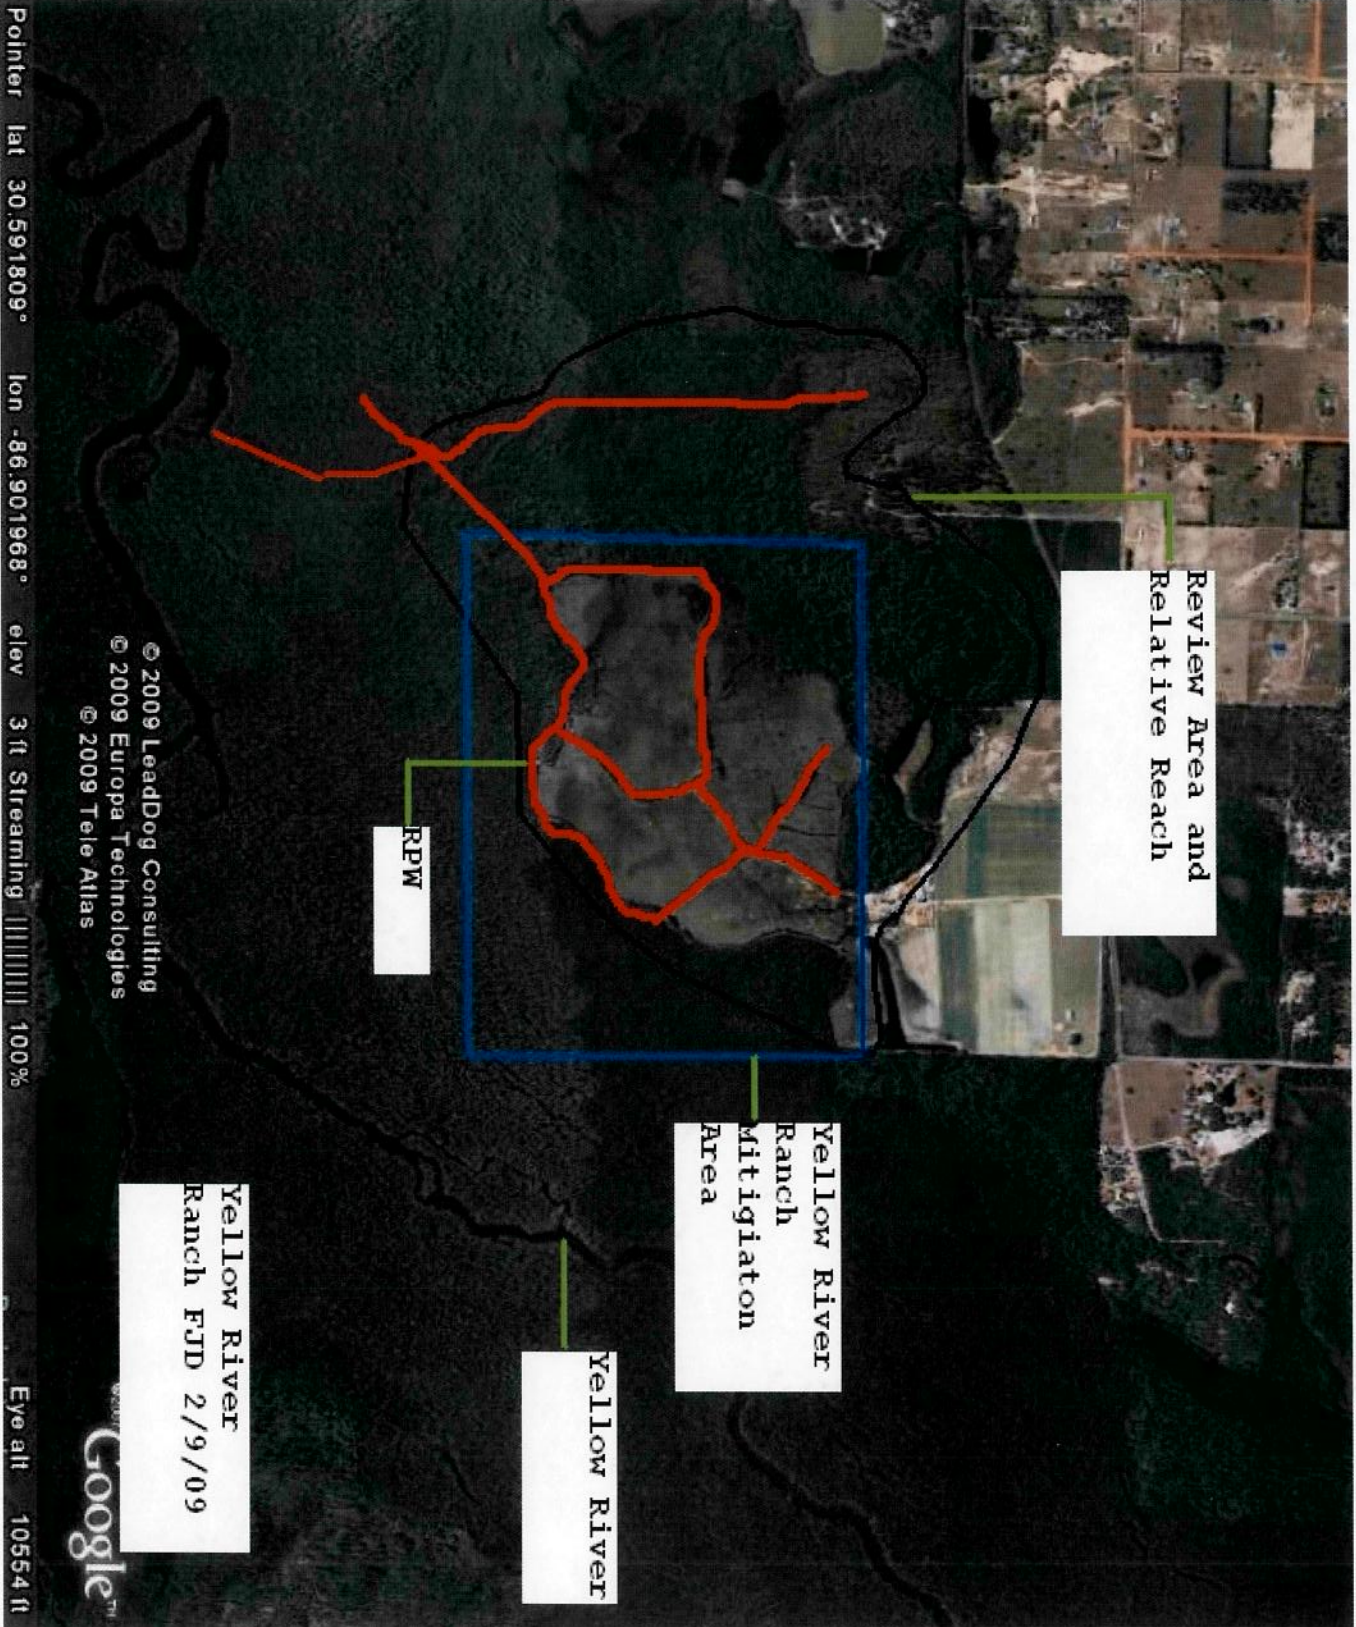 Review Area and
Relative Reach
Yellow River
Ranch
Mitigiaton
Area
Yellow River
RPW
Yellow River
Ranch FJD 2/9/09
© 2009 LeadDog Consulting
© 2009 Europa Technologies
© 2009 Tele Atlas
Google™
Pointer lat 30.591809° lon -86.901968° elev 3 ft Streaming ||||||||| 100% Eye alt 10554 ft